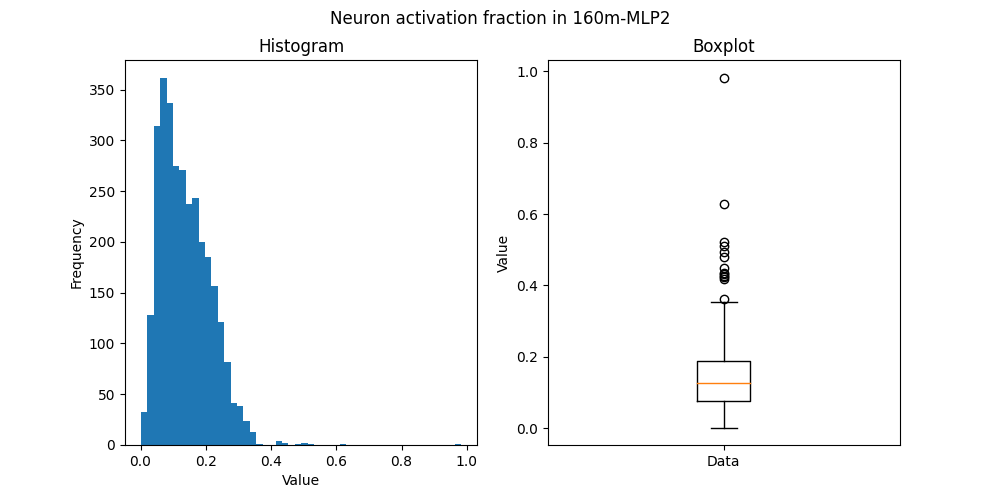 Neuron activation fraction in 160m-MLP2
Histogram
Frequency
350
300
250
200
150
100
50
0
0.0 0.2 0.4 0.6 0.8 1.0
Value
Boxplot
Value
1.0
0.8
0.6
0.4
0.2
0.0
Data